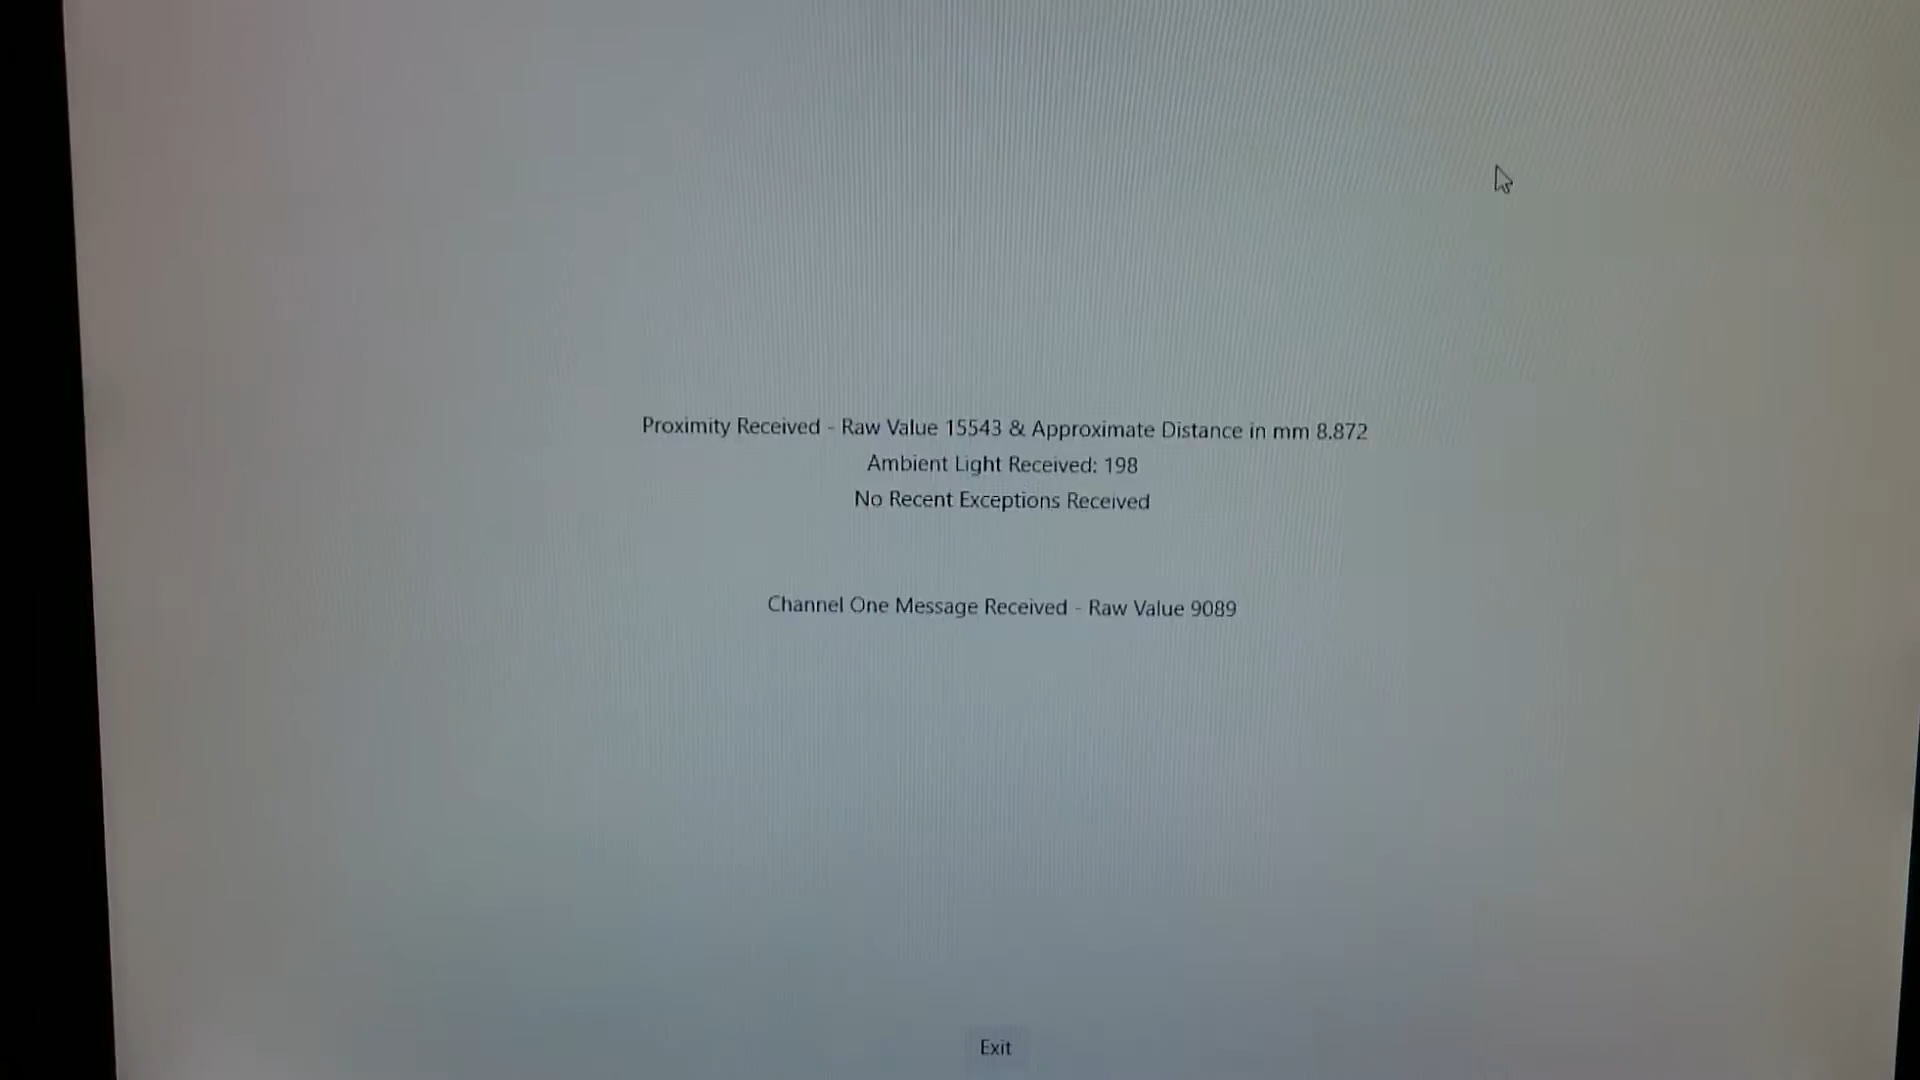 Proximity Received - Raw Value 15543 & Approximate Distance in mm 8.872
Ambient Light Received: 198
No Recent Exceptions Received
Channel One Message Received - Raw Value 9089
Exit